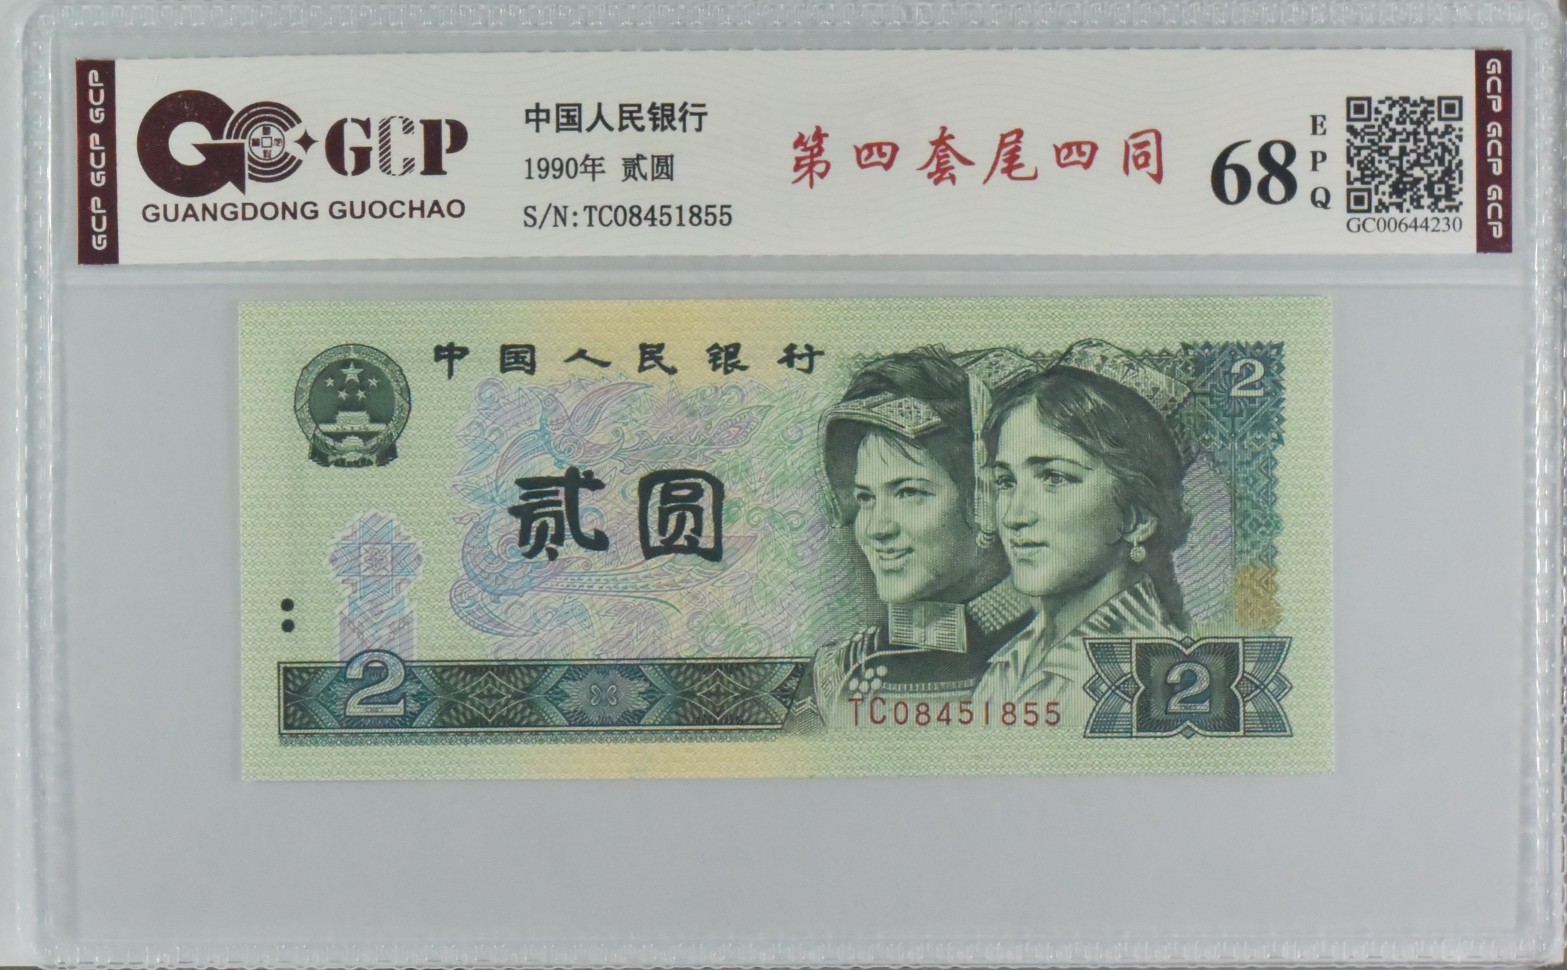 GCP GCP GCP
GCP
GUANGDONG GUOCHAO
中国人民银行
1990年 贰圆
S/N:TC08451855
第四套尾四同
68
EPQ
GC00644230
GCP GCP GCP
中国人民银行
2
贰圆
2
TC08451855
2